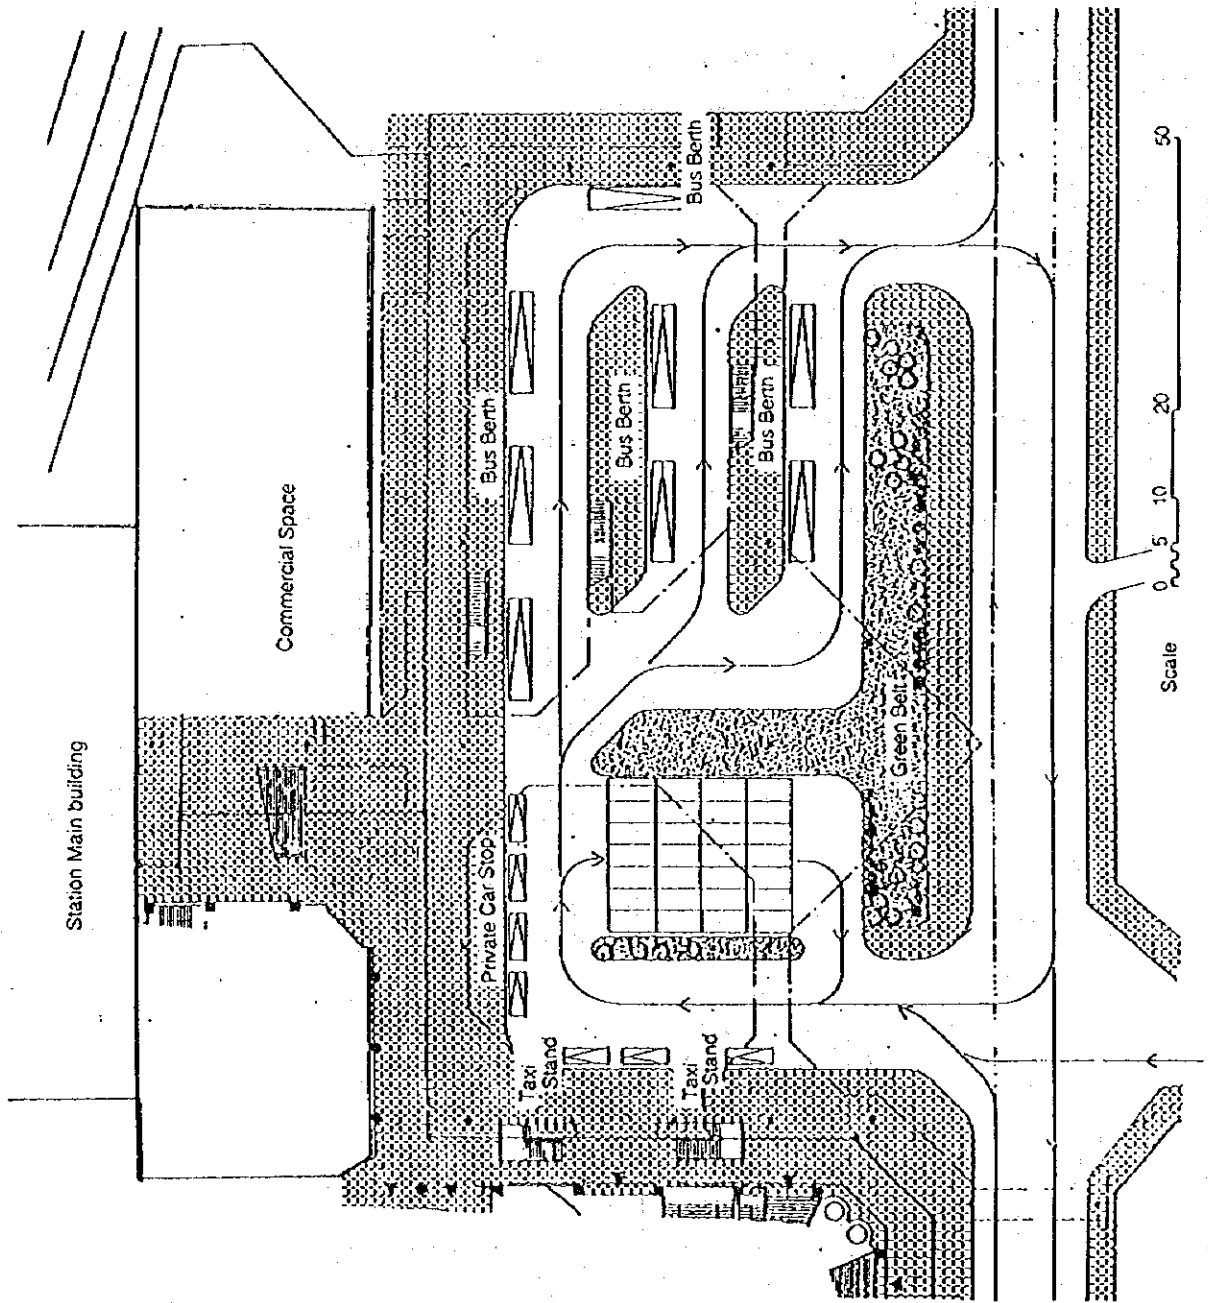 Station Main building
Commercial Space
Private Car Stop
Bus Berth
Bus Berth
Bus Berth
Bus Berth
Taxi
Stand
Taxi
Stand
Green Belt
Scale
0 5 10 20 50